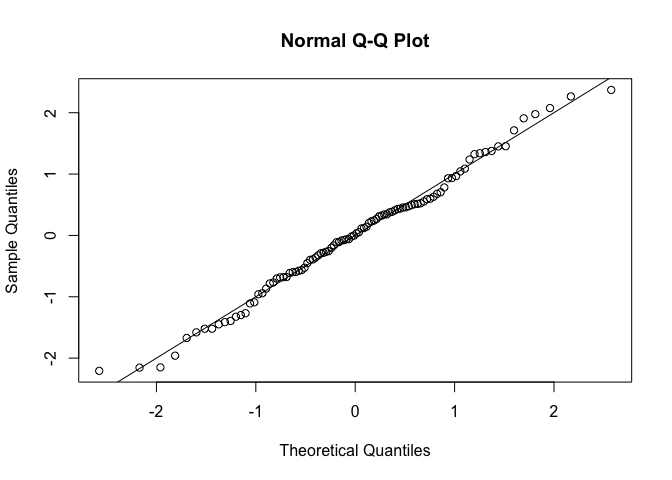 Normal Q-Q Plot
Sample Quantiles
2
1
0
-1
-2
-2 -1 0 1 2
Theoretical Quantiles